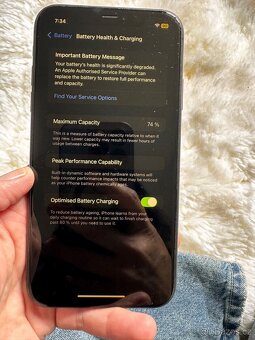 7:34
Battery
Battery Health & Charging
Important Battery Message
Your battery's health is significantly degraded.
An Apple Authorised Service Provider can
replace the battery to restore full performance
and capacity.
Find Your Service Options
Maximum Capacity
74 %
This is a measure of battery capacity relative to when it
was new. Lower capacity may result in fewer hours of
usage between charges.
Peak Performance Capability
Built-in dynamic software and hardware systems will
help counter performance impacts that may be noticed
as your iPhone battery chemically ages.
Optimised Battery Charging
To reduce battery ageing, iPhone learns from your
daily charging routine so it can wait to finish charging
past 80 % until you need to use it.